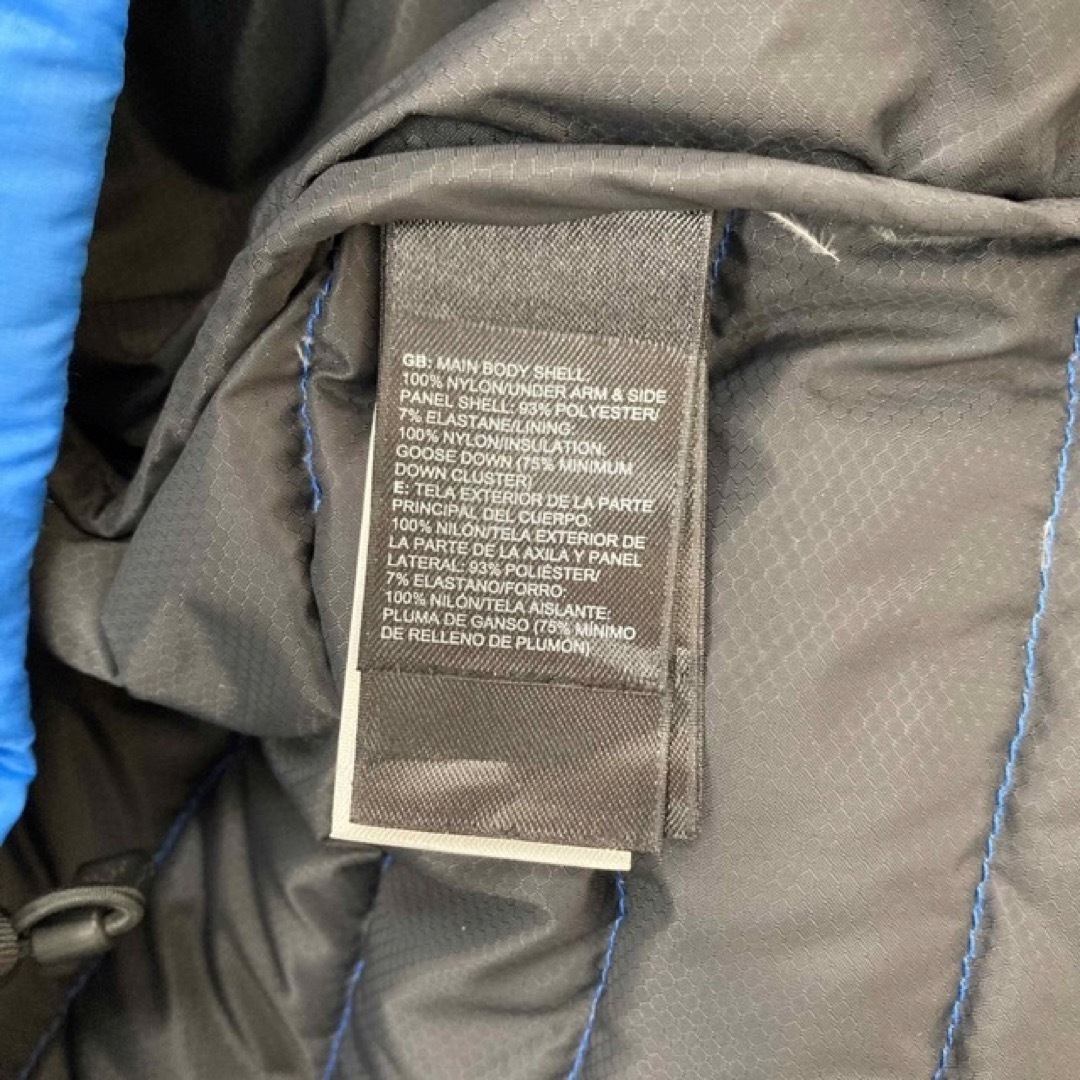 GB: MAIN BODY SHELL:
100% NYLON/UNDER ARM & SIDE
PANEL SHELL: 93% POLYESTER/
7% ELASTANE/LINING:
100% NYLON/INSULATION:
GOOSE DOWN (75% MINIMUM
DOWN CLUSTER)
E: TELA EXTERIOR DE LA PARTE
PRINCIPAL DEL CUERPO:
100% NILÓN/TELA EXTERIOR DE
LA PARTE DE LA AXILA Y PANEL
LATERAL: 93% POLIÉSTER/
7% ELASTANO/FORRO:
100% NILÓN/TELA AISLANTE:
PLUMA DE GANSO (75% MÍNIMO
DE RELLENO DE PLUMÓN)